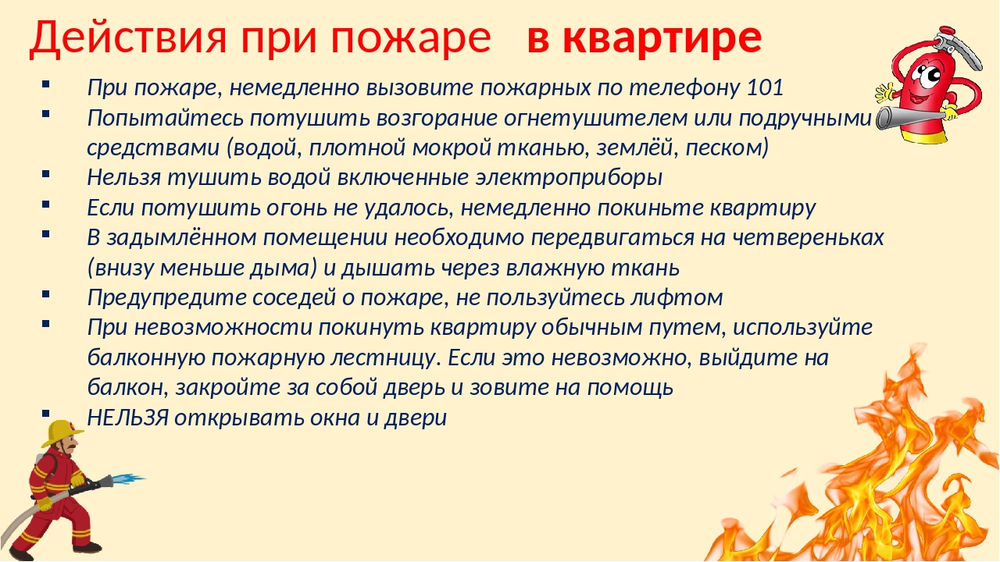 Действия при пожаре в квартире
▪ При пожаре, немедленно вызовите пожарных по телефону 101
▪ Попытайтесь потушить возгорание огнетушителем или подручными
средствами (водой, плотной мокрой тканью, землёй, песком)
▪ Нельзя тушить водой включенные электроприборы
▪ Если потушить огонь не удалось, немедленно покиньте квартиру
▪ В задымлённом помещении необходимо передвигаться на четвереньках
(внизу меньше дыма) и дышать через влажную ткань
▪ Предупредите соседей о пожаре, не пользуйтесь лифтом
▪ При невозможности покинуть квартиру обычным путем, используйте
балконную пожарную лестницу. Если это невозможно, выйдите на
балкон, закройте за собой дверь и зовите на помощь
▪ НЕЛЬЗЯ открывать окна и двери